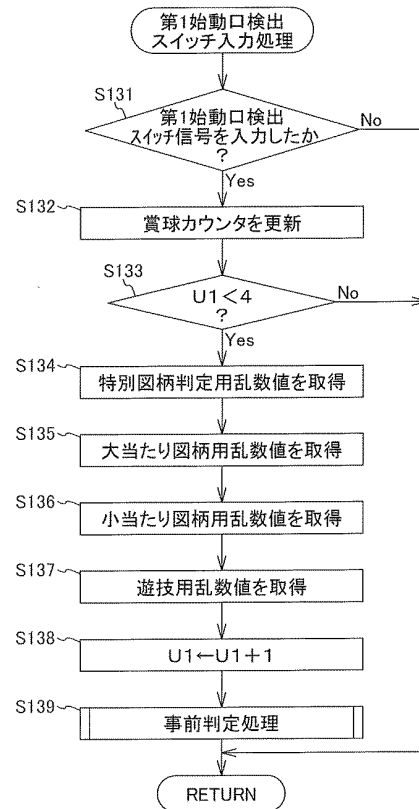 第1始動口検出
スイッチ入力処理
S131
第1始動口検出
スイッチ信号を入力したか
?
No
Yes
S132
賞球カウンタを更新
S133
U1<4
?
No
Yes
S134
特別図柄判定用乱数値を取得
S135
大当たり図柄用乱数値を取得
S136
小当たり図柄用乱数値を取得
S137
遊技用乱数値を取得
S138
U1←U1+1
S139
事前判定処理
RETURN